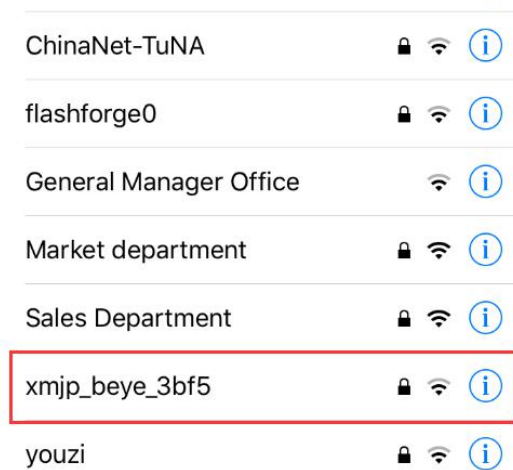 ChinaNet-TuNA
flashforge0
General Manager Office
Market department
Sales Department
xmjp_beye_3bf5
youzi